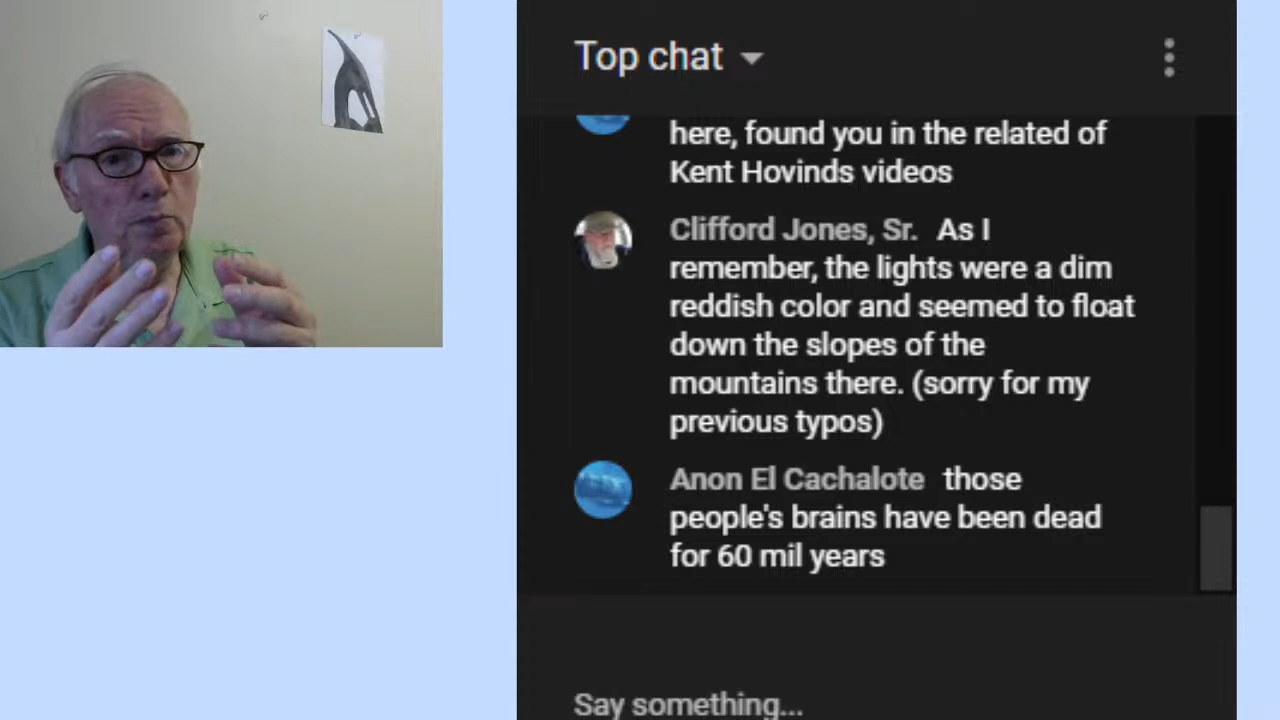 Top chat
here, found you in the related of
Kent Hovinds videos
Clifford Jones, Sr. As I
remember, the lights were a dim
reddish color and seemed to float
down the slopes of the
mountains there. (sorry for my
previous typos)
Anon El Cachalote those
people's brains have been dead
for 60 mil years
Say something...